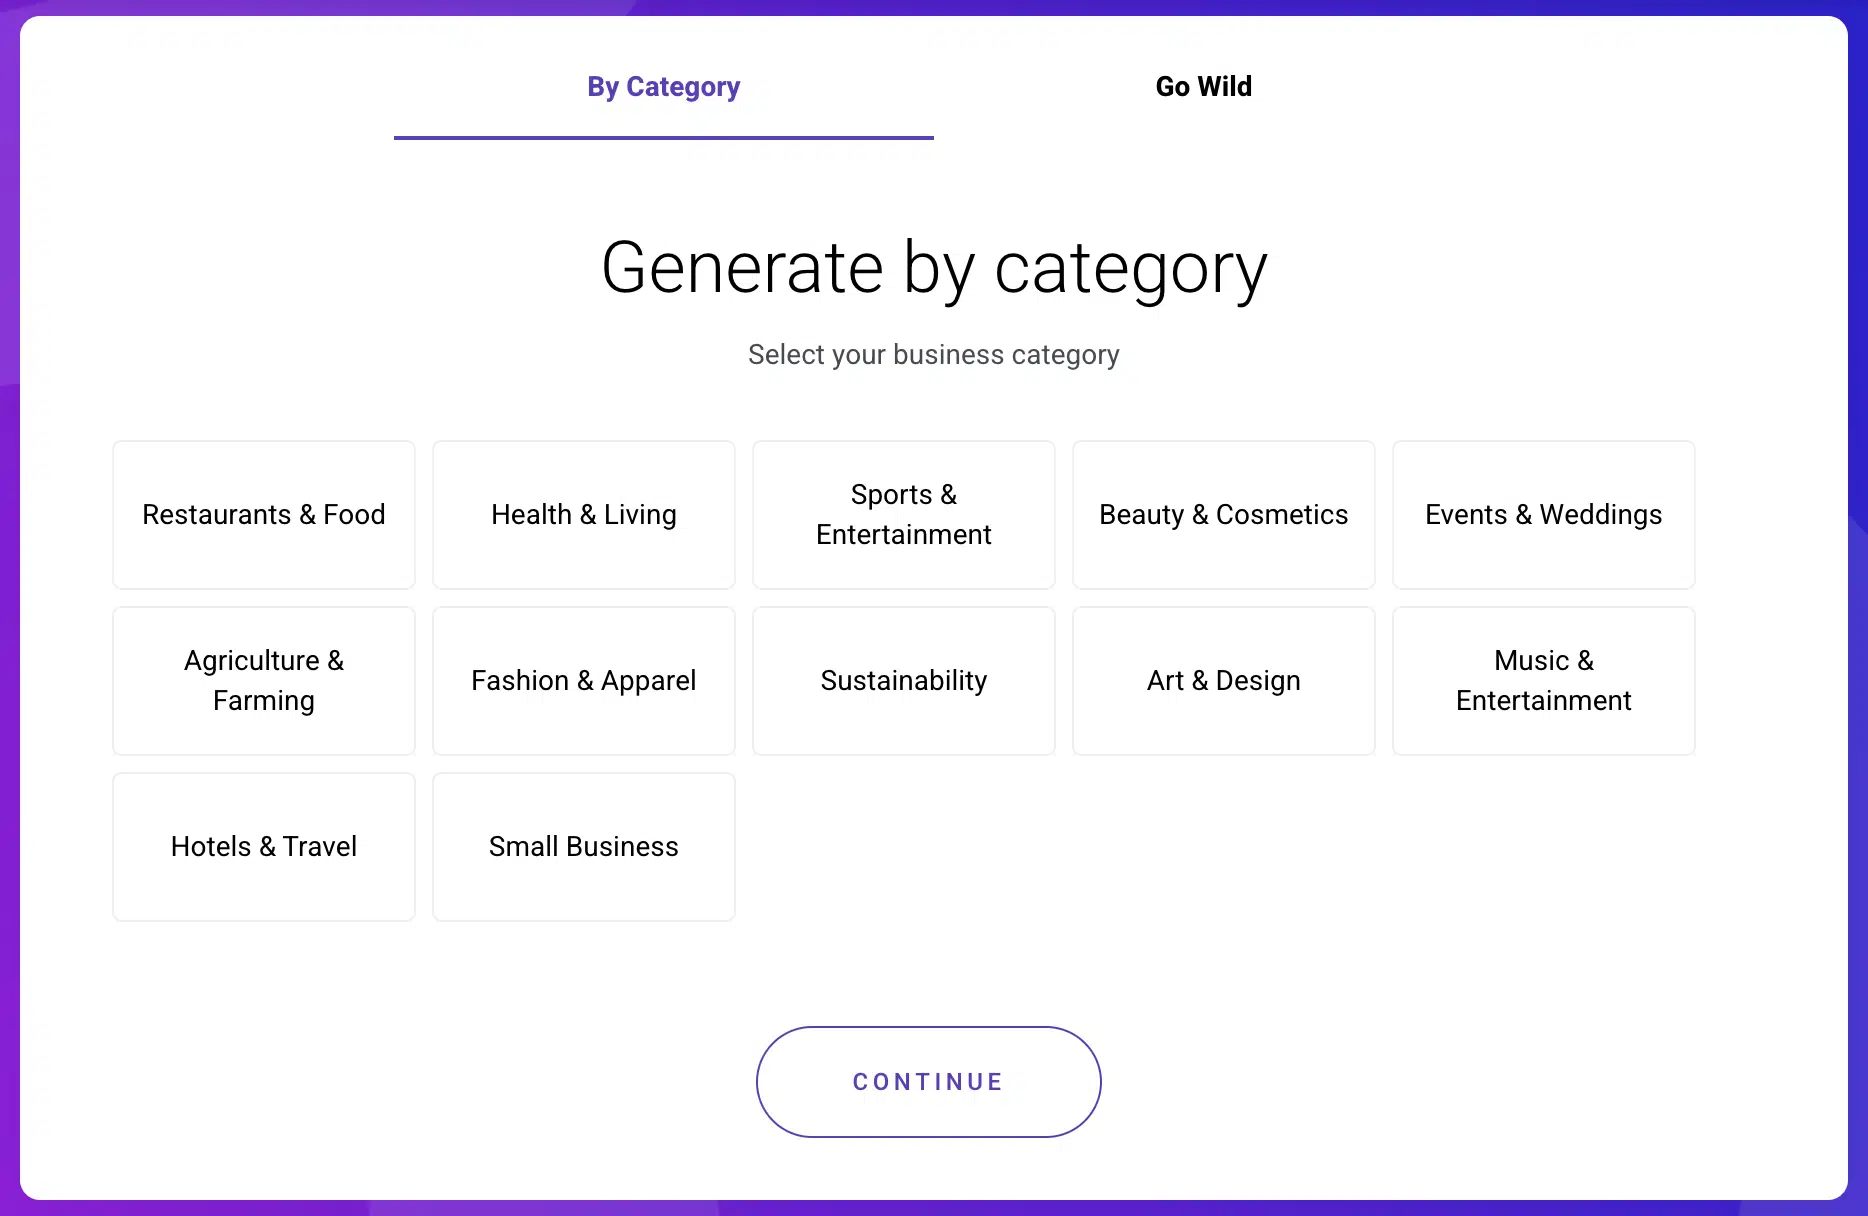 By Category
Go Wild
Generate by category
Select your business category
Restaurants & Food
Health & Living
Sports &
Entertainment
Beauty & Cosmetics
Events & Weddings
Agriculture &
Farming
Fashion & Apparel
Sustainability
Art & Design
Music &
Entertainment
Hotels & Travel
Small Business
CONTINUE